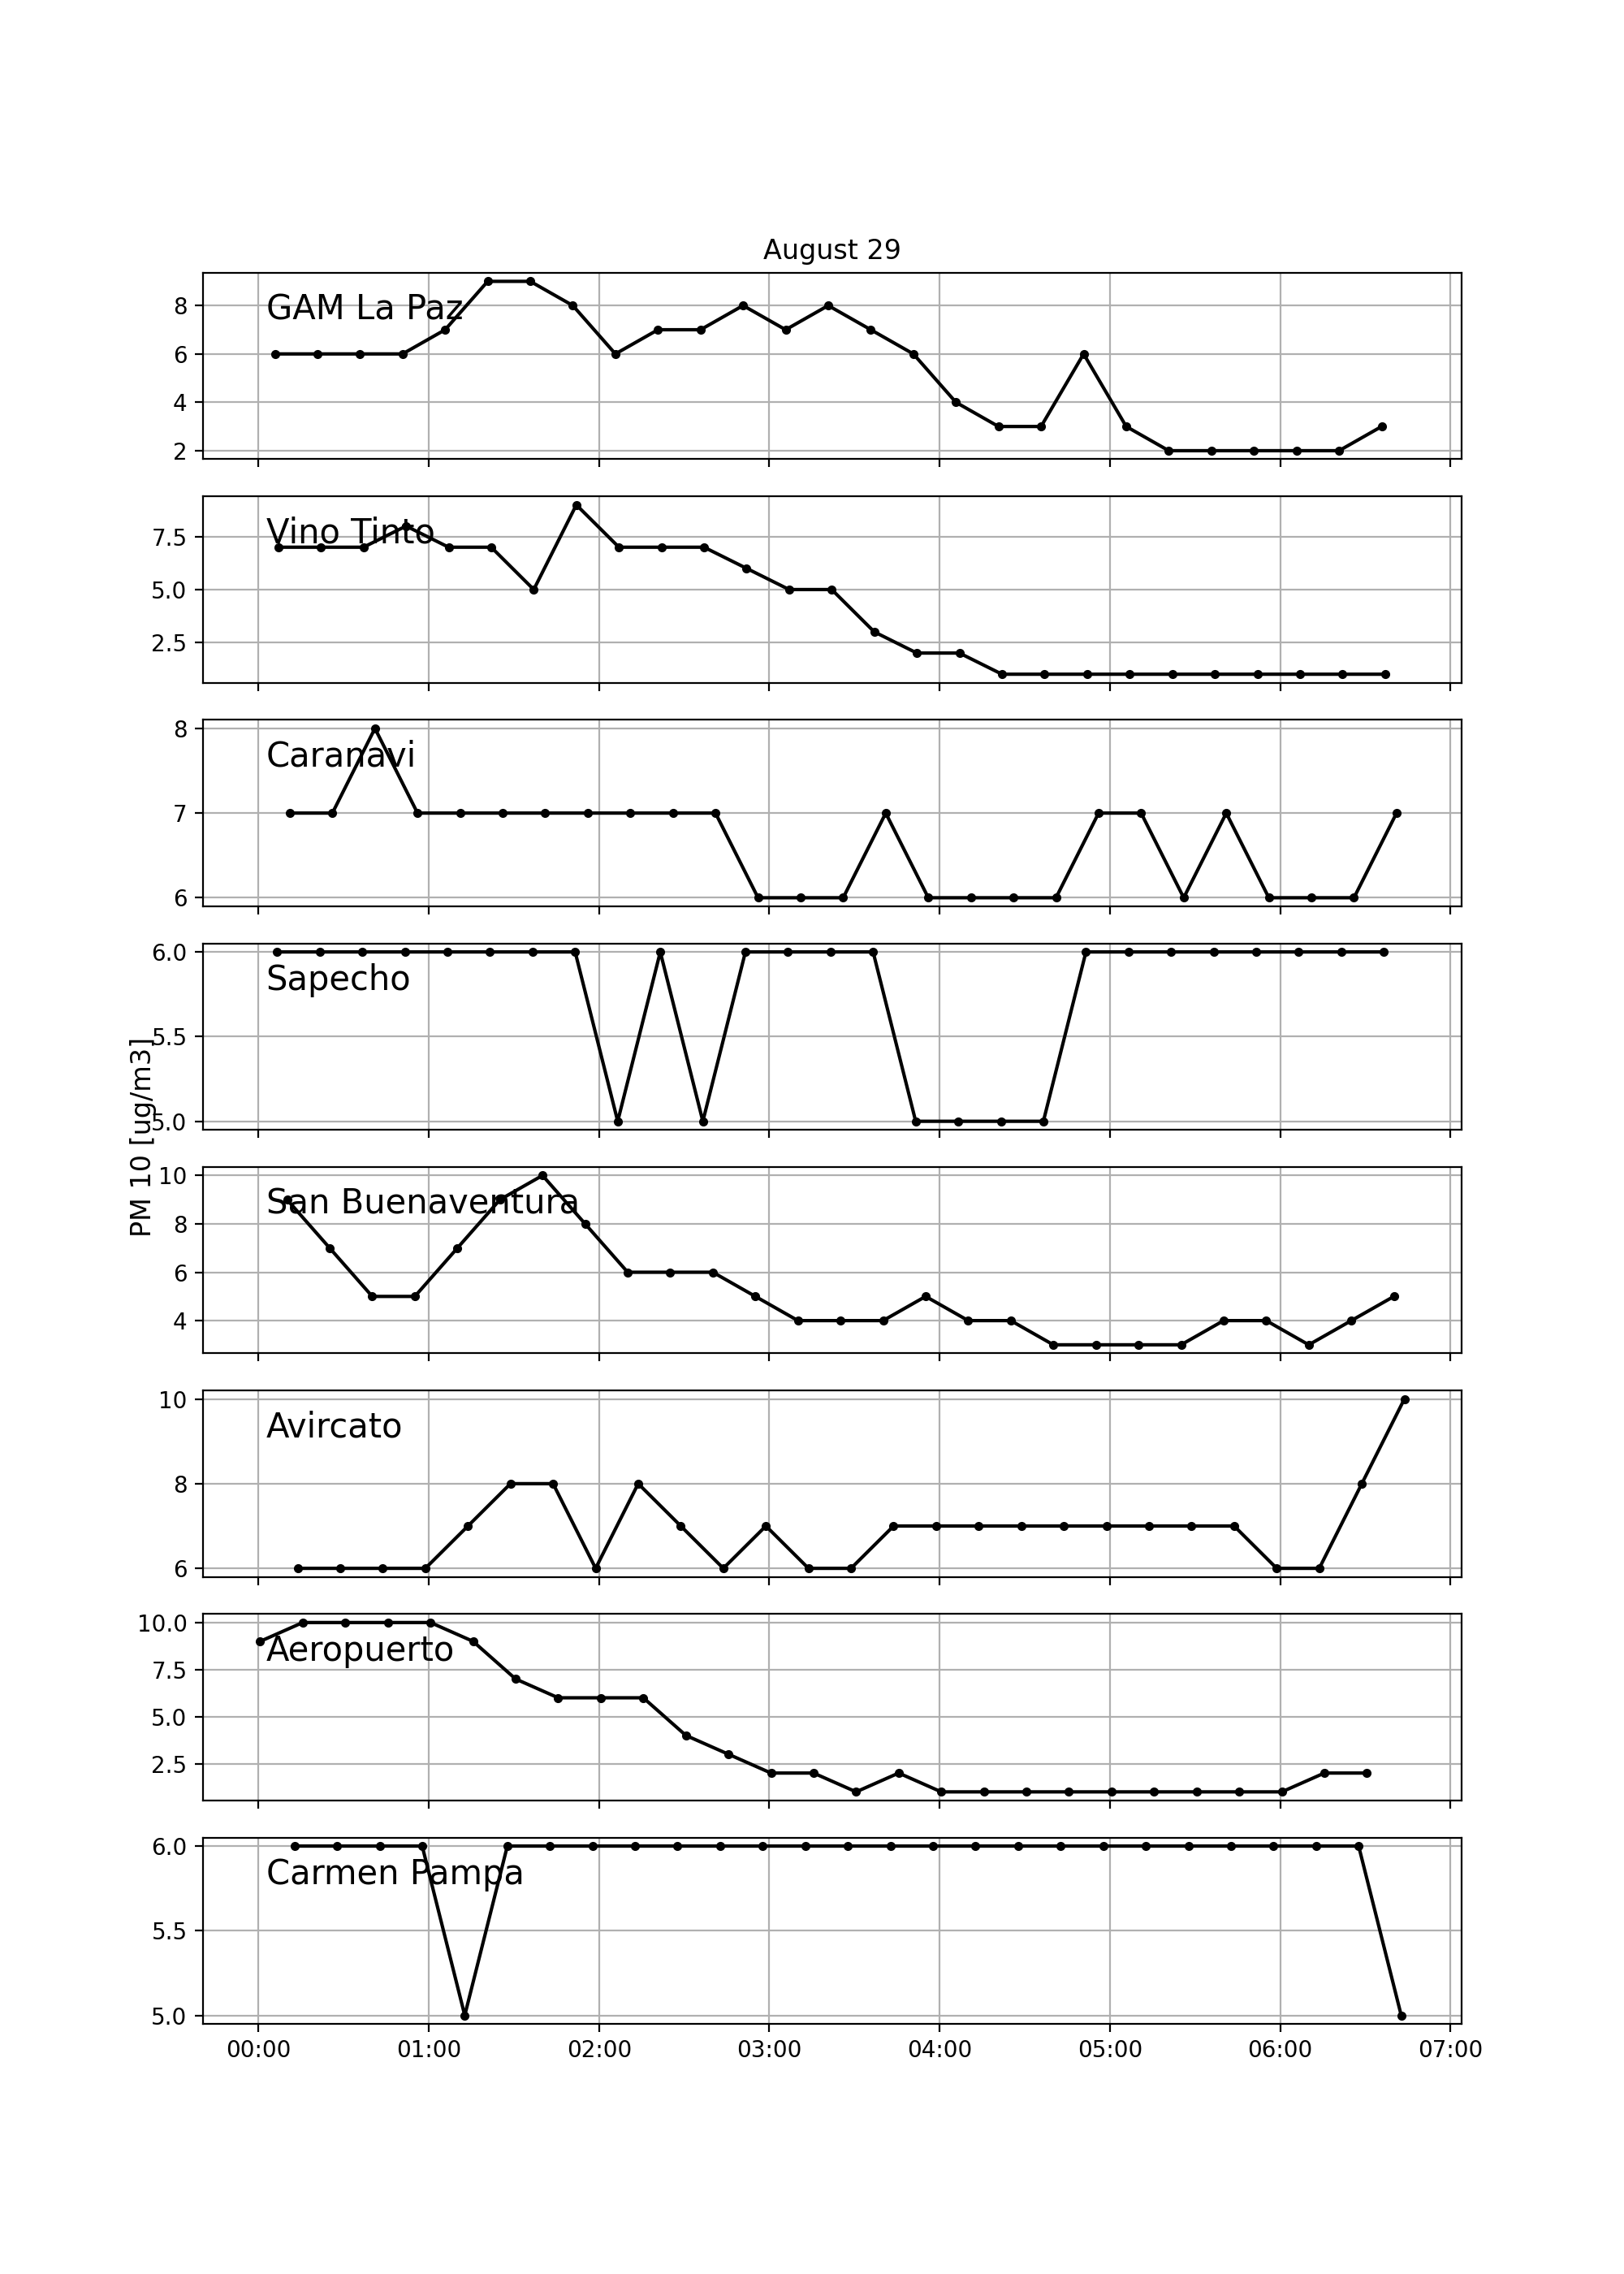 August 29
GAM La Paz
8
6
4
2
Vino Tinto
7.5
5.0
2.5
Caranavi
8
7
6
Sapecho
6.0
5.5
5.0
PM 10 [ug/m3]
San Buenaventura
10
8
6
4
Avircato
10
8
6
Aeropuerto
10.0
7.5
5.0
2.5
Carmen Pampa
6.0
5.5
5.0
00:00 01:00 02:00 03:00 04:00 05:00 06:00 07:00